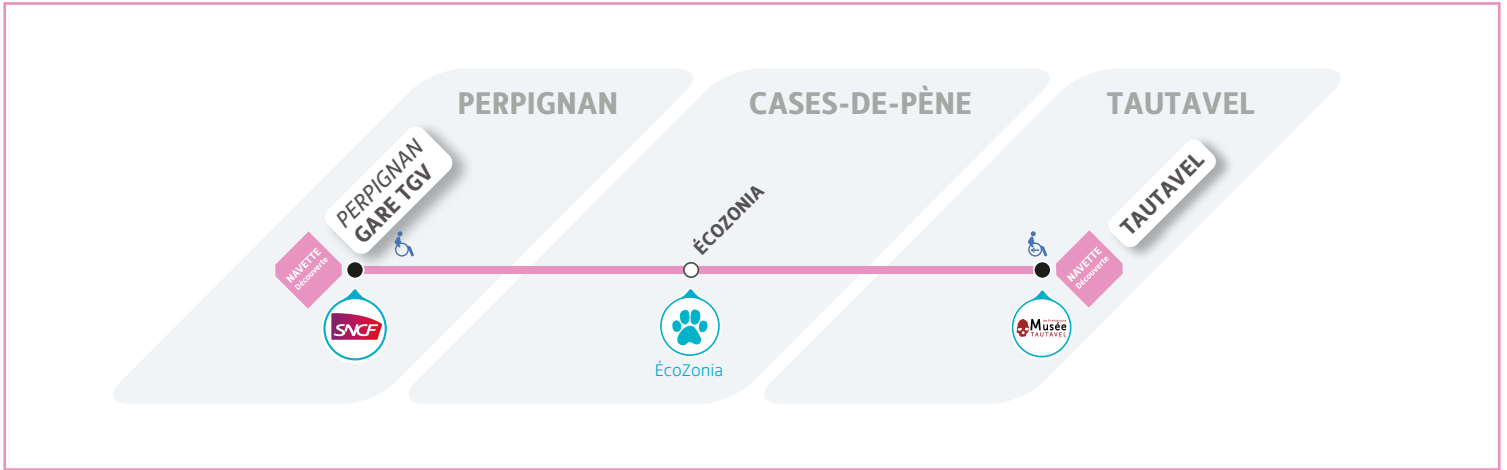 PERPIGNAN
CASES-DE-PÈNE
TAUTAVEL
PERPIGNAN
GARE TGV
ÉCOZONIA
TAUTAVEL
NAVETTE
Découverte
NAVETTE
Découverte
SNCF
ÉcoZonia
Musée
TAUTAVEL